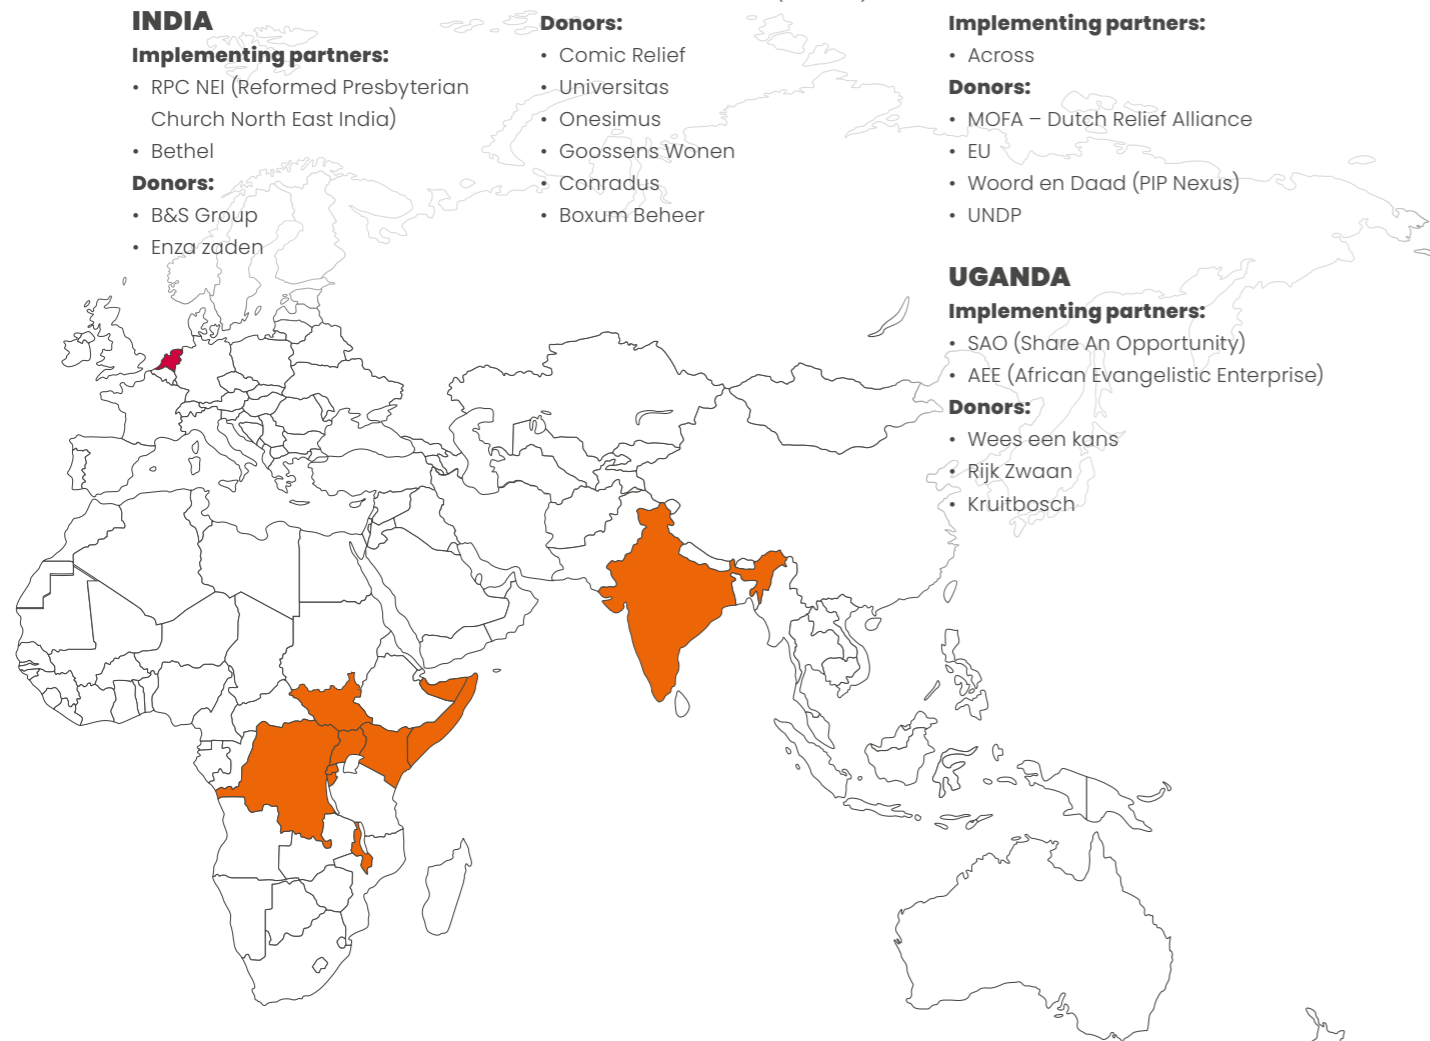 INDIA
Implementing partners:
• RPC NEI (Reformed Presbyterian
Church North East India)
• Bethel
Donors:
• B&S Group
• Enza zaden
Donors:
• Comic Relief
• Universitas
• Onesimus
• Goossens Wonen
• Conradus
• Boxum Beheer
Implementing partners:
• Across
Donors:
• MOFA – Dutch Relief Alliance
• EU
• Woord en Daad (PIP Nexus)
• UNDP
UGANDA
Implementing partners:
• SAO (Share An Opportunity)
• AEE (African Evangelistic Enterprise)
Donors:
• Wees een kans
• Rijk Zwaan
• Kruitbosch